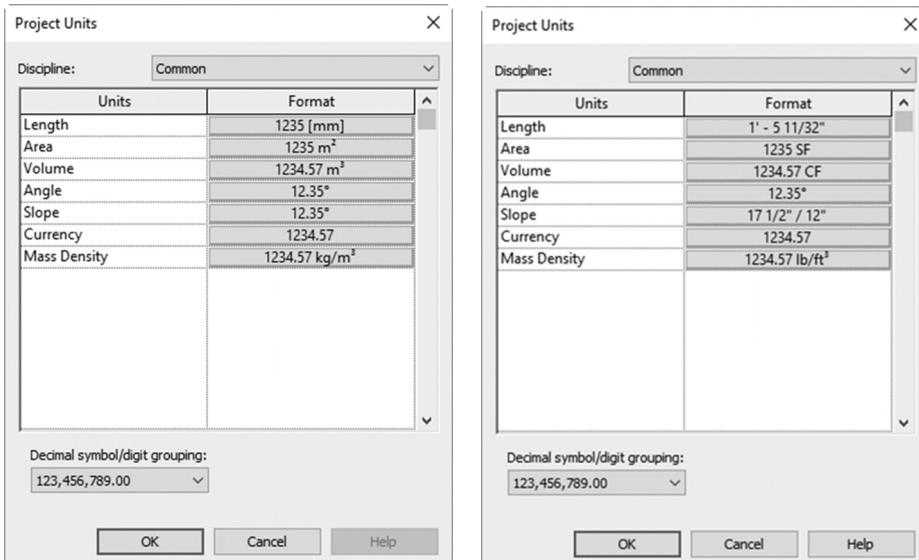 Project Units
Discipline: Common
Units Format
Length 1235 [mm]
Area 1235 m²
Volume 1234.57 m³
Angle 12.35°
Slope 12.35°
Currency 1234.57
Mass Density 1234.57 kg/m³
Decimal symbol/digit grouping:
123,456,789.00
OK Cancel Help
Project Units
Discipline: Common
Units Format
Length 1' - 5 11/32"
Area 1235 SF
Volume 1234.57 CF
Angle 12.35°
Slope 17 1/2" / 12"
Currency 1234.57
Mass Density 1234.57 lb/ft³
Decimal symbol/digit grouping:
123,456,789.00
OK Cancel Help